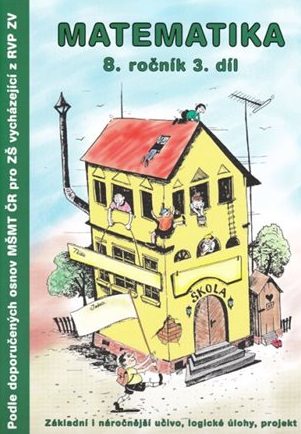 MATEMATIKA
8. ročník 3. díl
Podle doporučených osnov MŠMT ČR pro ZŠ vycházející z RVP ZV
ŠKOLA
Základní i náročnější učivo, logické úlohy, projekt